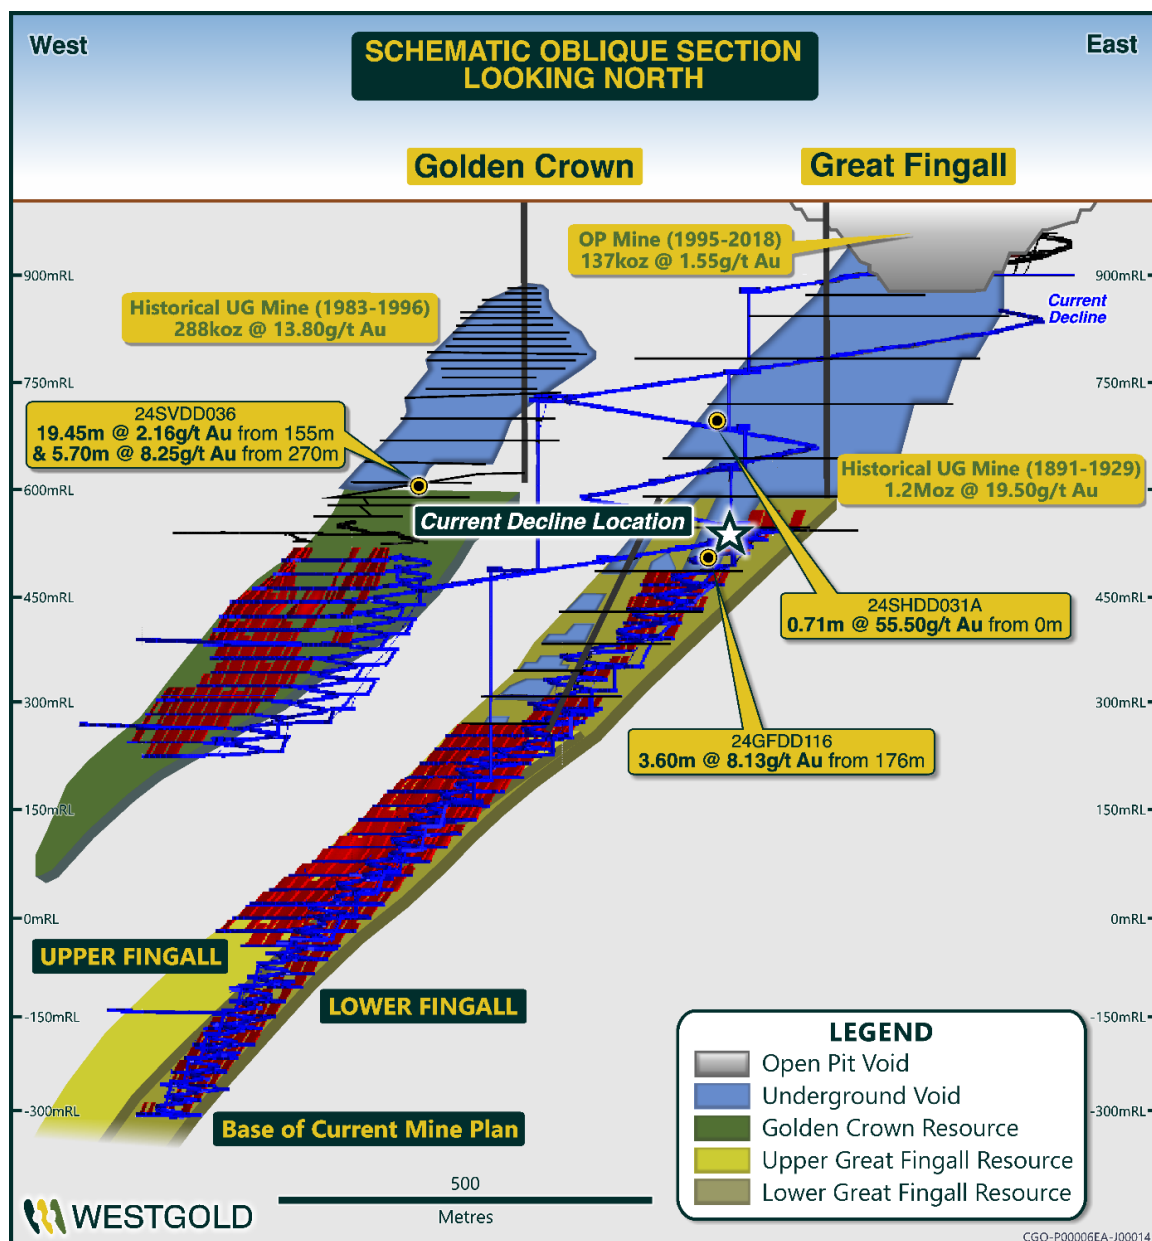 West
East
SCHEMATIC OBLIQUE SECTION
LOOKING NORTH
Golden Crown
Great Fingall
OP Mine (1995-2018)
137koz @ 1.55g/t Au
900mRL
900mRL
Current
Decline
Historical UG Mine (1983-1996)
288koz @ 13.80g/t Au
750mRL
750mRL
24SVDD036
19.45m @ 2.16g/t Au from 155m
& 5.70m @ 8.25g/t Au from 270m
Historical UG Mine (1891-1929)
1.2Moz @ 19.50g/t Au
600mRL
Current Decline Location
450mRL
450mRL
24SHDD031A
0.71m @ 55.50g/t Au from 0m
300mRL
300mRL
24GFDD116
3.60m @ 8.13g/t Au from 176m
150mRL
150mRL
0mRL
0mRL
UPPER FINGALL
LOWER FINGALL
-150mRL
-150mRL
LEGEND
Open Pit Void
Underground Void
Golden Crown Resource
Upper Great Fingall Resource
Lower Great Fingall Resource
-300mRL
-300mRL
Base of Current Mine Plan
500
Metres
WESTGOLD
CGO-P00006EA-J00014